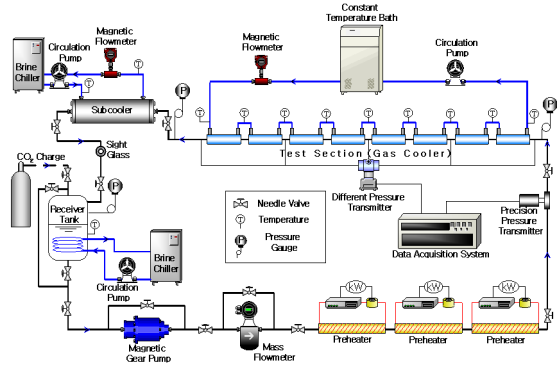 Constant
Temperature Bath
Magnetic
Flowmeter
Circulation
Pump
Brine
Chiller
Magnetic
Flowmeter
Circulation
Pump
T
T
P
Subcooler
T
T
T
T
T
T
T
T
P
Test Section (Gas Cooler)
Sight
Glass
CO₂ Charge
P
Receiver
Tank
T
Brine
Chiller
Circulation
Pump
Needle Valve
T
Temperature
P
Pressure
Gauge
Different Pressure
Transmitter
Data Acquisition System
Precision
Pressure
Transmitter
Magnetic
Gear Pump
Mass
Flowmeter
kW
kW
kW
Preheater
Preheater
Preheater